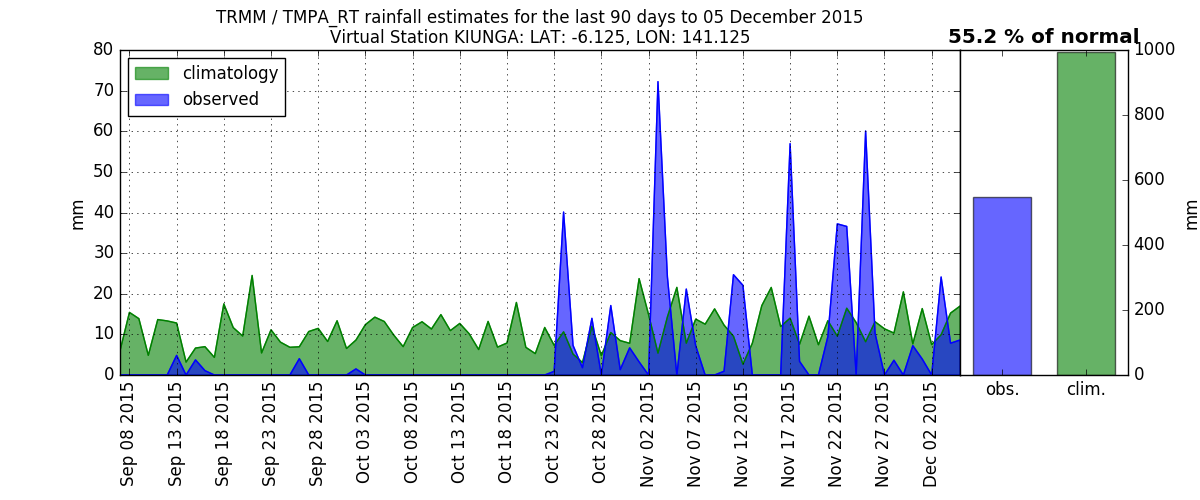 TRMM / TMPA_RT rainfall estimates for the last 90 days to 05 December 2015
Virtual Station KIUNGA: LAT: -6.125, LON: 141.125
55.2 % of normal
climatology
observed
mm
80
70
60
50
40
30
20
10
0
Sep 08 2015
Sep 13 2015
Sep 18 2015
Sep 23 2015
Sep 28 2015
Oct 03 2015
Oct 08 2015
Oct 13 2015
Oct 18 2015
Oct 23 2015
Oct 28 2015
Nov 02 2015
Nov 07 2015
Nov 12 2015
Nov 17 2015
Nov 22 2015
Nov 27 2015
Dec 02 2015
obs.
clim.
1000
800
600
400
200
0
mm